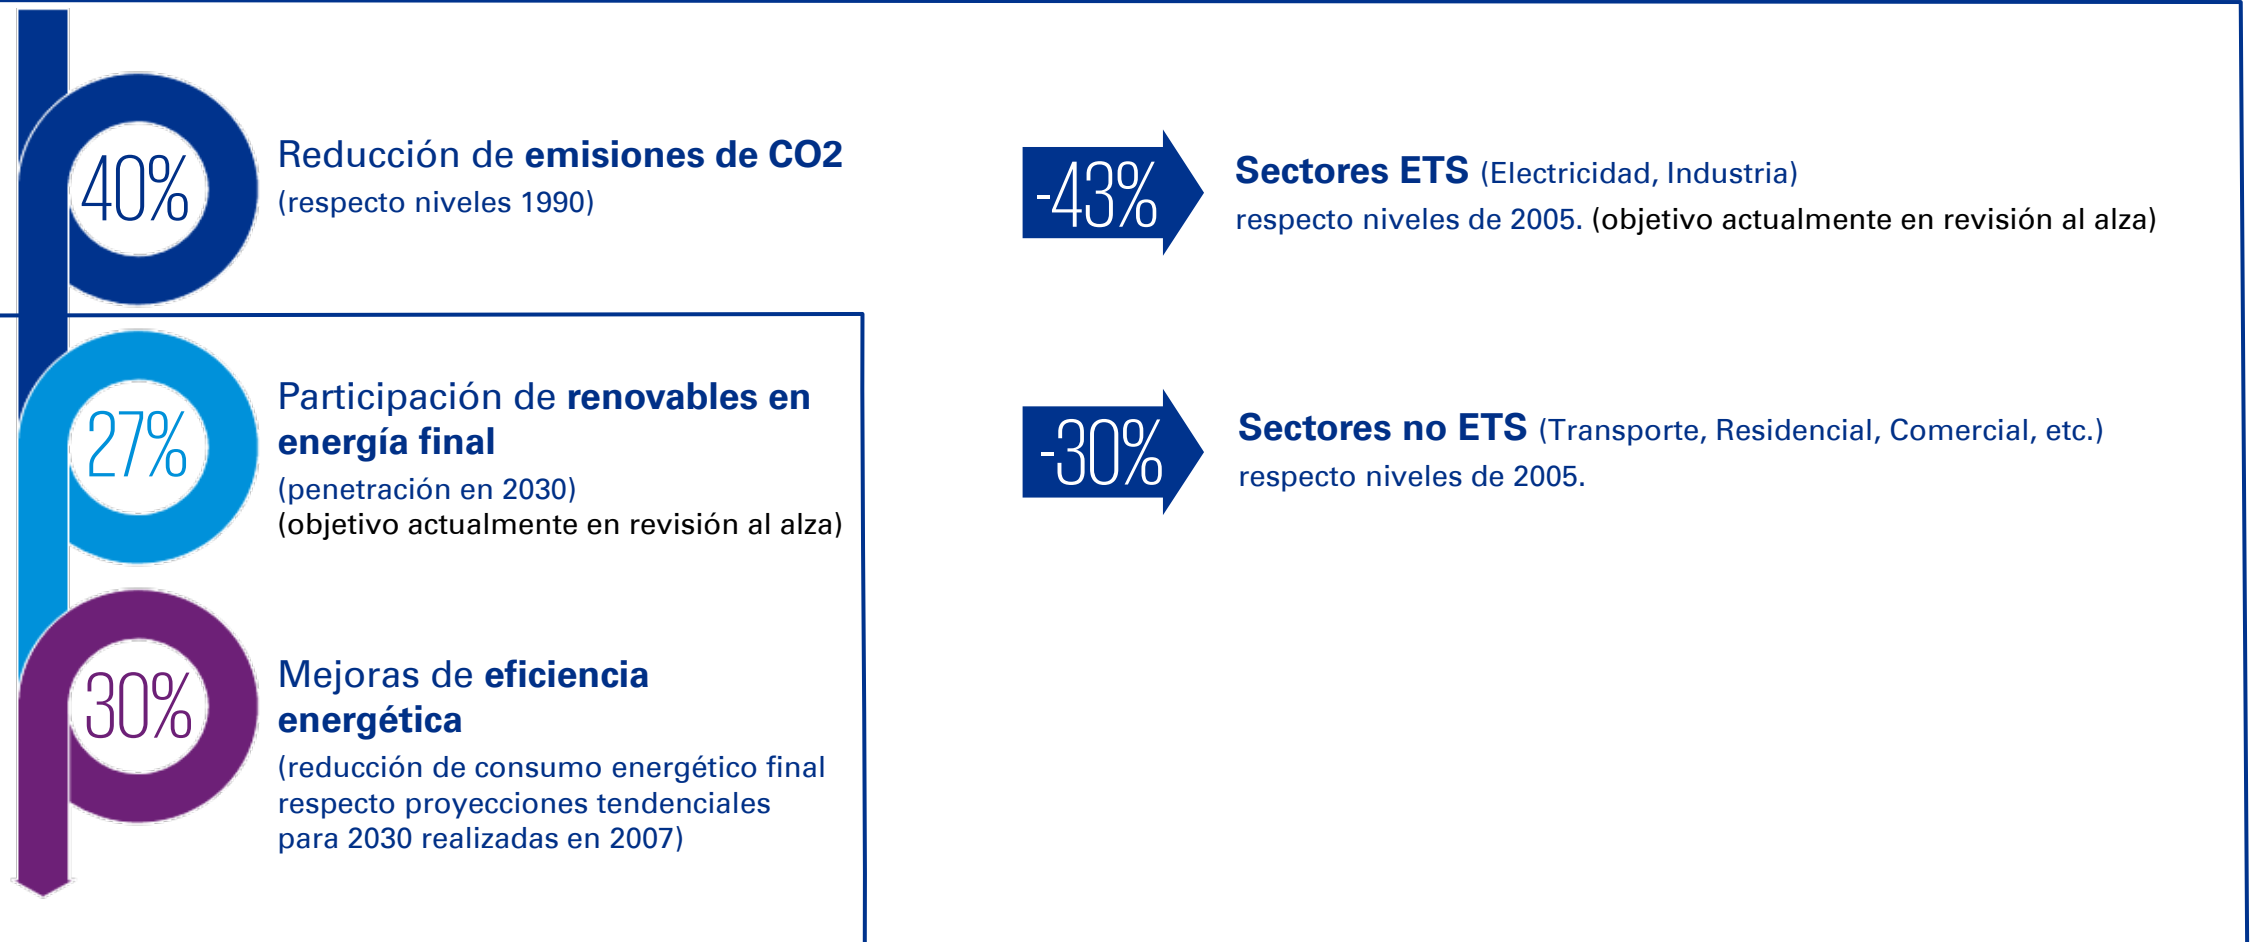 40%
Reducción de emisiones de CO2
(respecto niveles 1990)
-43%
Sectores ETS (Electricidad, Industria)
respecto niveles de 2005. (objetivo actualmente en revisión al alza)
27%
Participación de renovables en
energía final
(penetración en 2030)
(objetivo actualmente en revisión al alza)
-30%
Sectores no ETS (Transporte, Residencial, Comercial, etc.)
respecto niveles de 2005.
30%
Mejoras de eficiencia
energética
(reducción de consumo energético final
respecto proyecciones tendenciales
para 2030 realizadas en 2007)